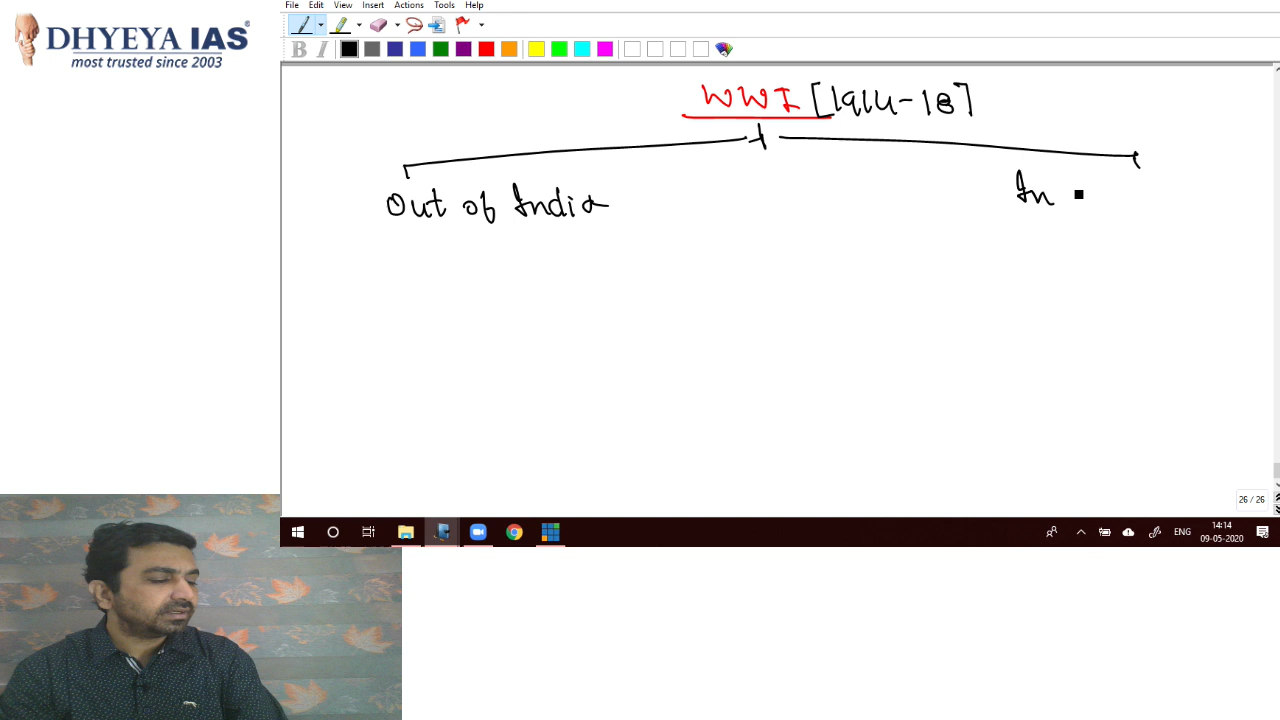 File Edit View Insert Actions Tools Help
DHYEYA IAS®
most trusted since 2003
B I
WWI [1914-18]
Out of India
In
26 / 26
ENG
14:14
09-05-2020